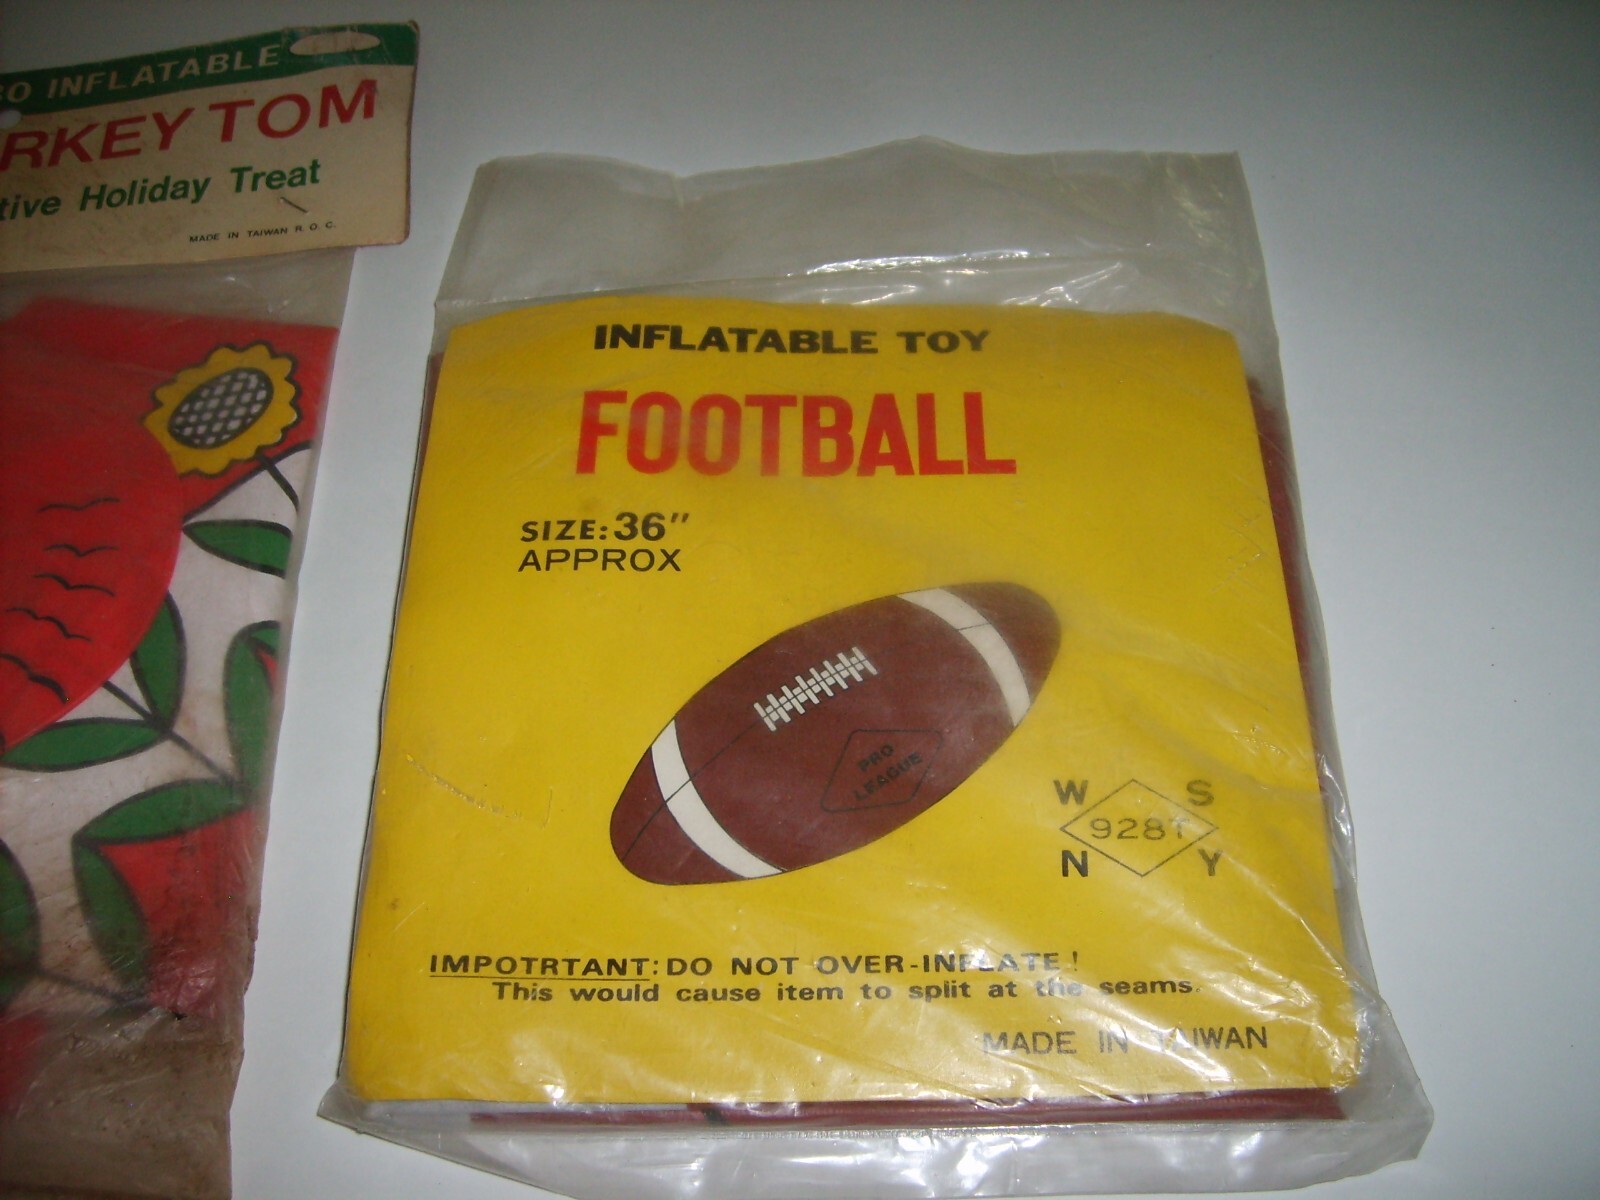 BO INFLATABLE
RKEY TOM
tive Holiday Treat
MADE IN TAIWAN R. O. C.
INFLATABLE TOY
FOOTBALL
SIZE: 36"
APPROX
PRO
LEAGUE
W S
928T
N Y
IMPOTRTANT: DO NOT OVER-INFLATE!
This would cause item to split at the seams.
MADE IN TAIWAN